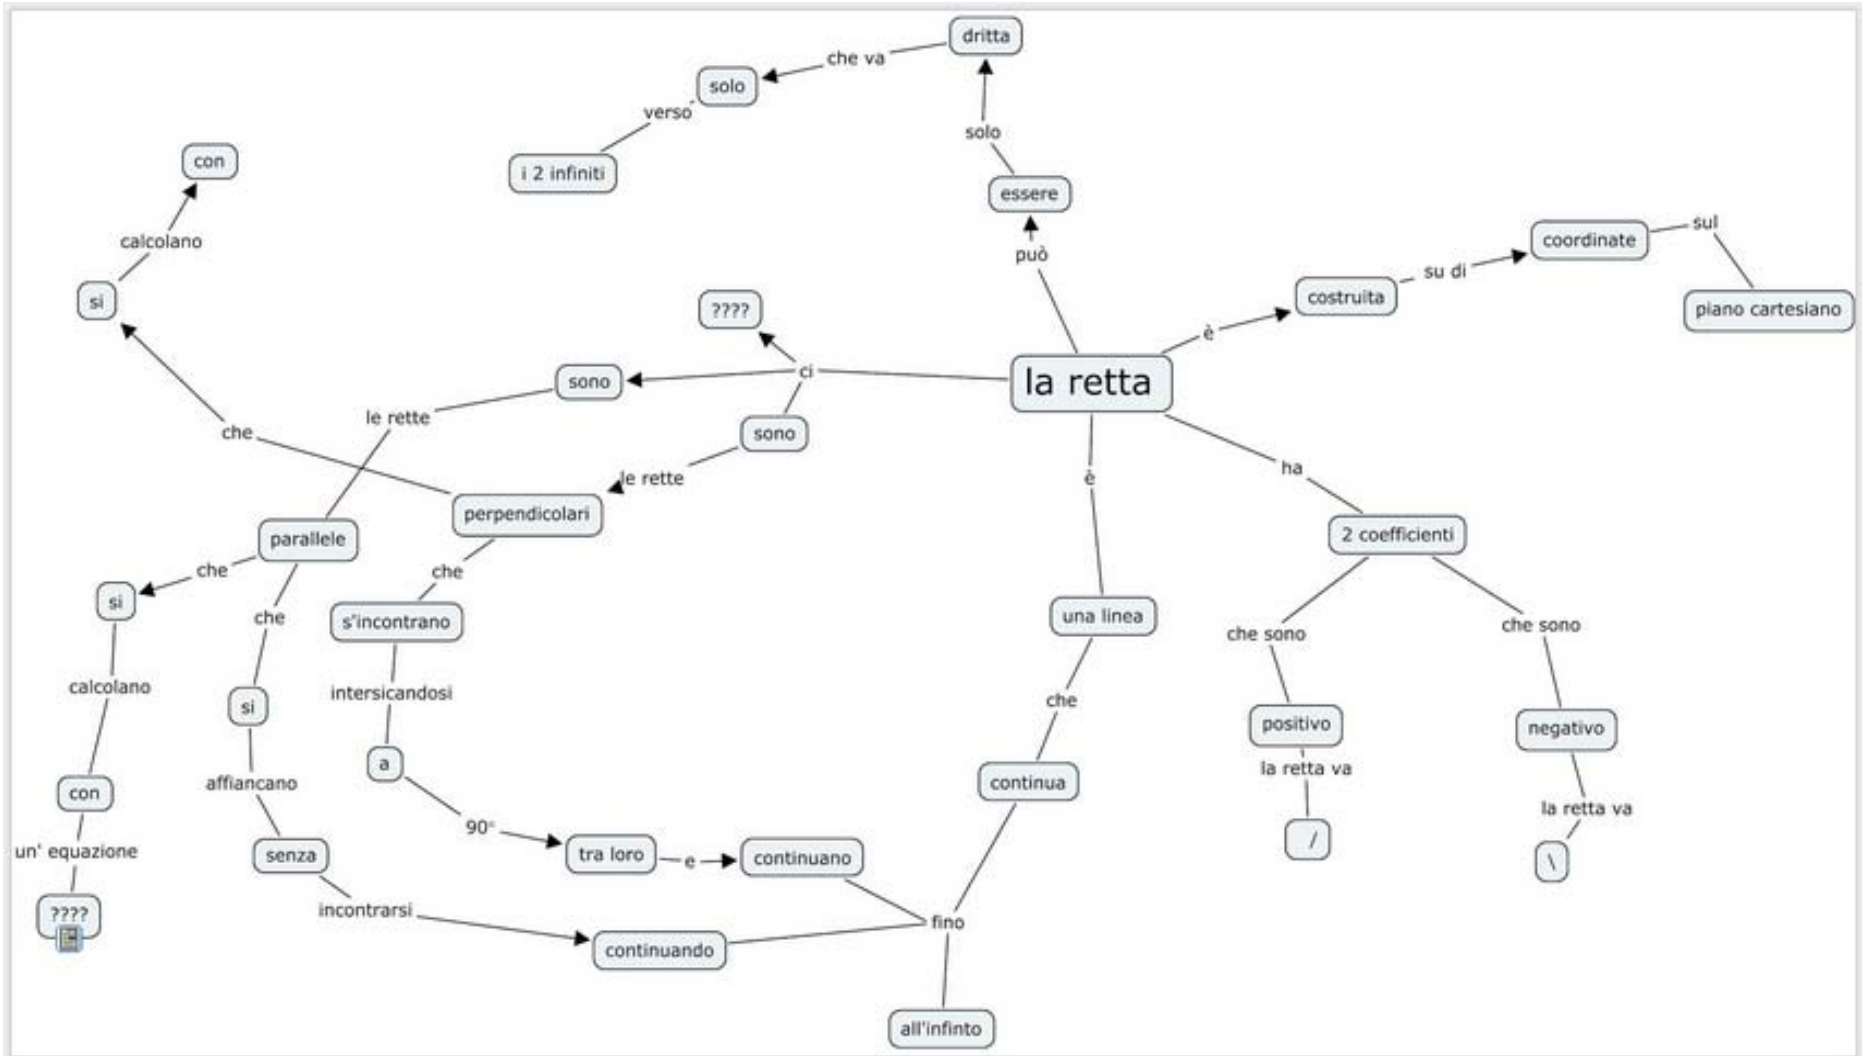 dritta
che va
solo
verso
i 2 infiniti
solo
essere
può
con
calcolano
si
che
coordinate
sul
su di
costruita
piano cartesiano
è
la retta
????
ci
sono
le rette
sono
le rette
perpendicolari
parallele
che
si
calcolano
con
un' equazione
????
che
si
affiancano
senza
incontrarsi
continuando
che
s'incontrano
intersicandosi
a
90°
tra loro
e
continuano
è
una linea
che
continua
fino
all'infinto
ha
2 coefficienti
che sono
positivo
la retta va
/
che sono
negativo
la retta va
\